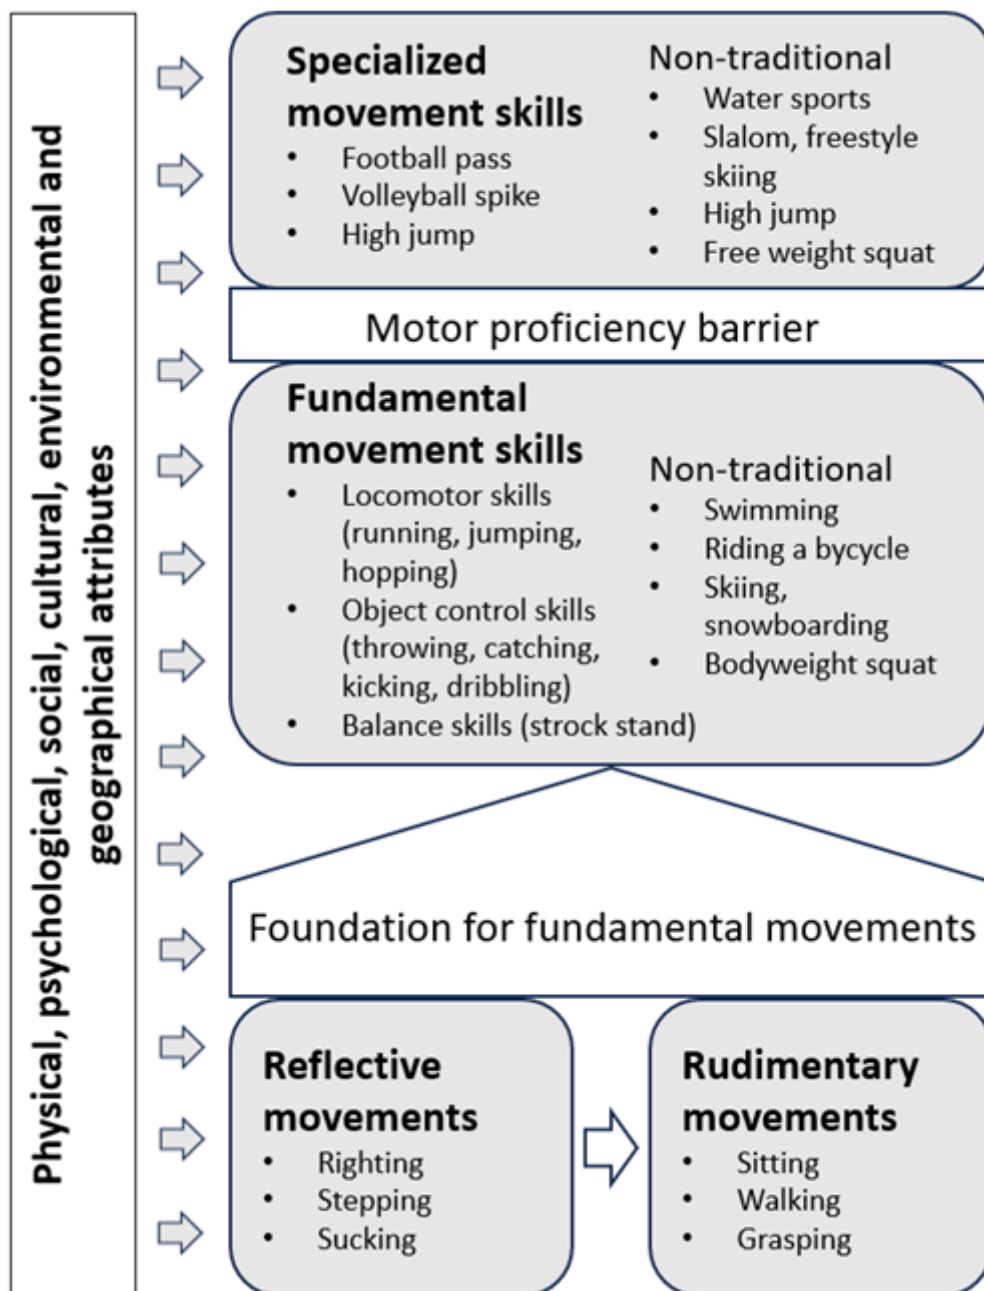 Physical, psychological, social, cultural, environmental and
geographical attributes
Specialized
movement skills
• Football pass
• Volleyball spike
• High jump
Non-traditional
• Water sports
• Slalom, freestyle
skiing
• High jump
• Free weight squat
Motor proficiency barrier
Fundamental
movement skills
• Locomotor skills
(running, jumping,
hopping)
• Object control skills
(throwing, catching,
kicking, dribbling)
• Balance skills (strock stand)
Non-traditional
• Swimming
• Riding a bycycle
• Skiing,
snowboarding
• Bodyweight squat
Foundation for fundamental movements
Reflective
movements
• Righting
• Stepping
• Sucking
Rudimentary
movements
• Sitting
• Walking
• Grasping